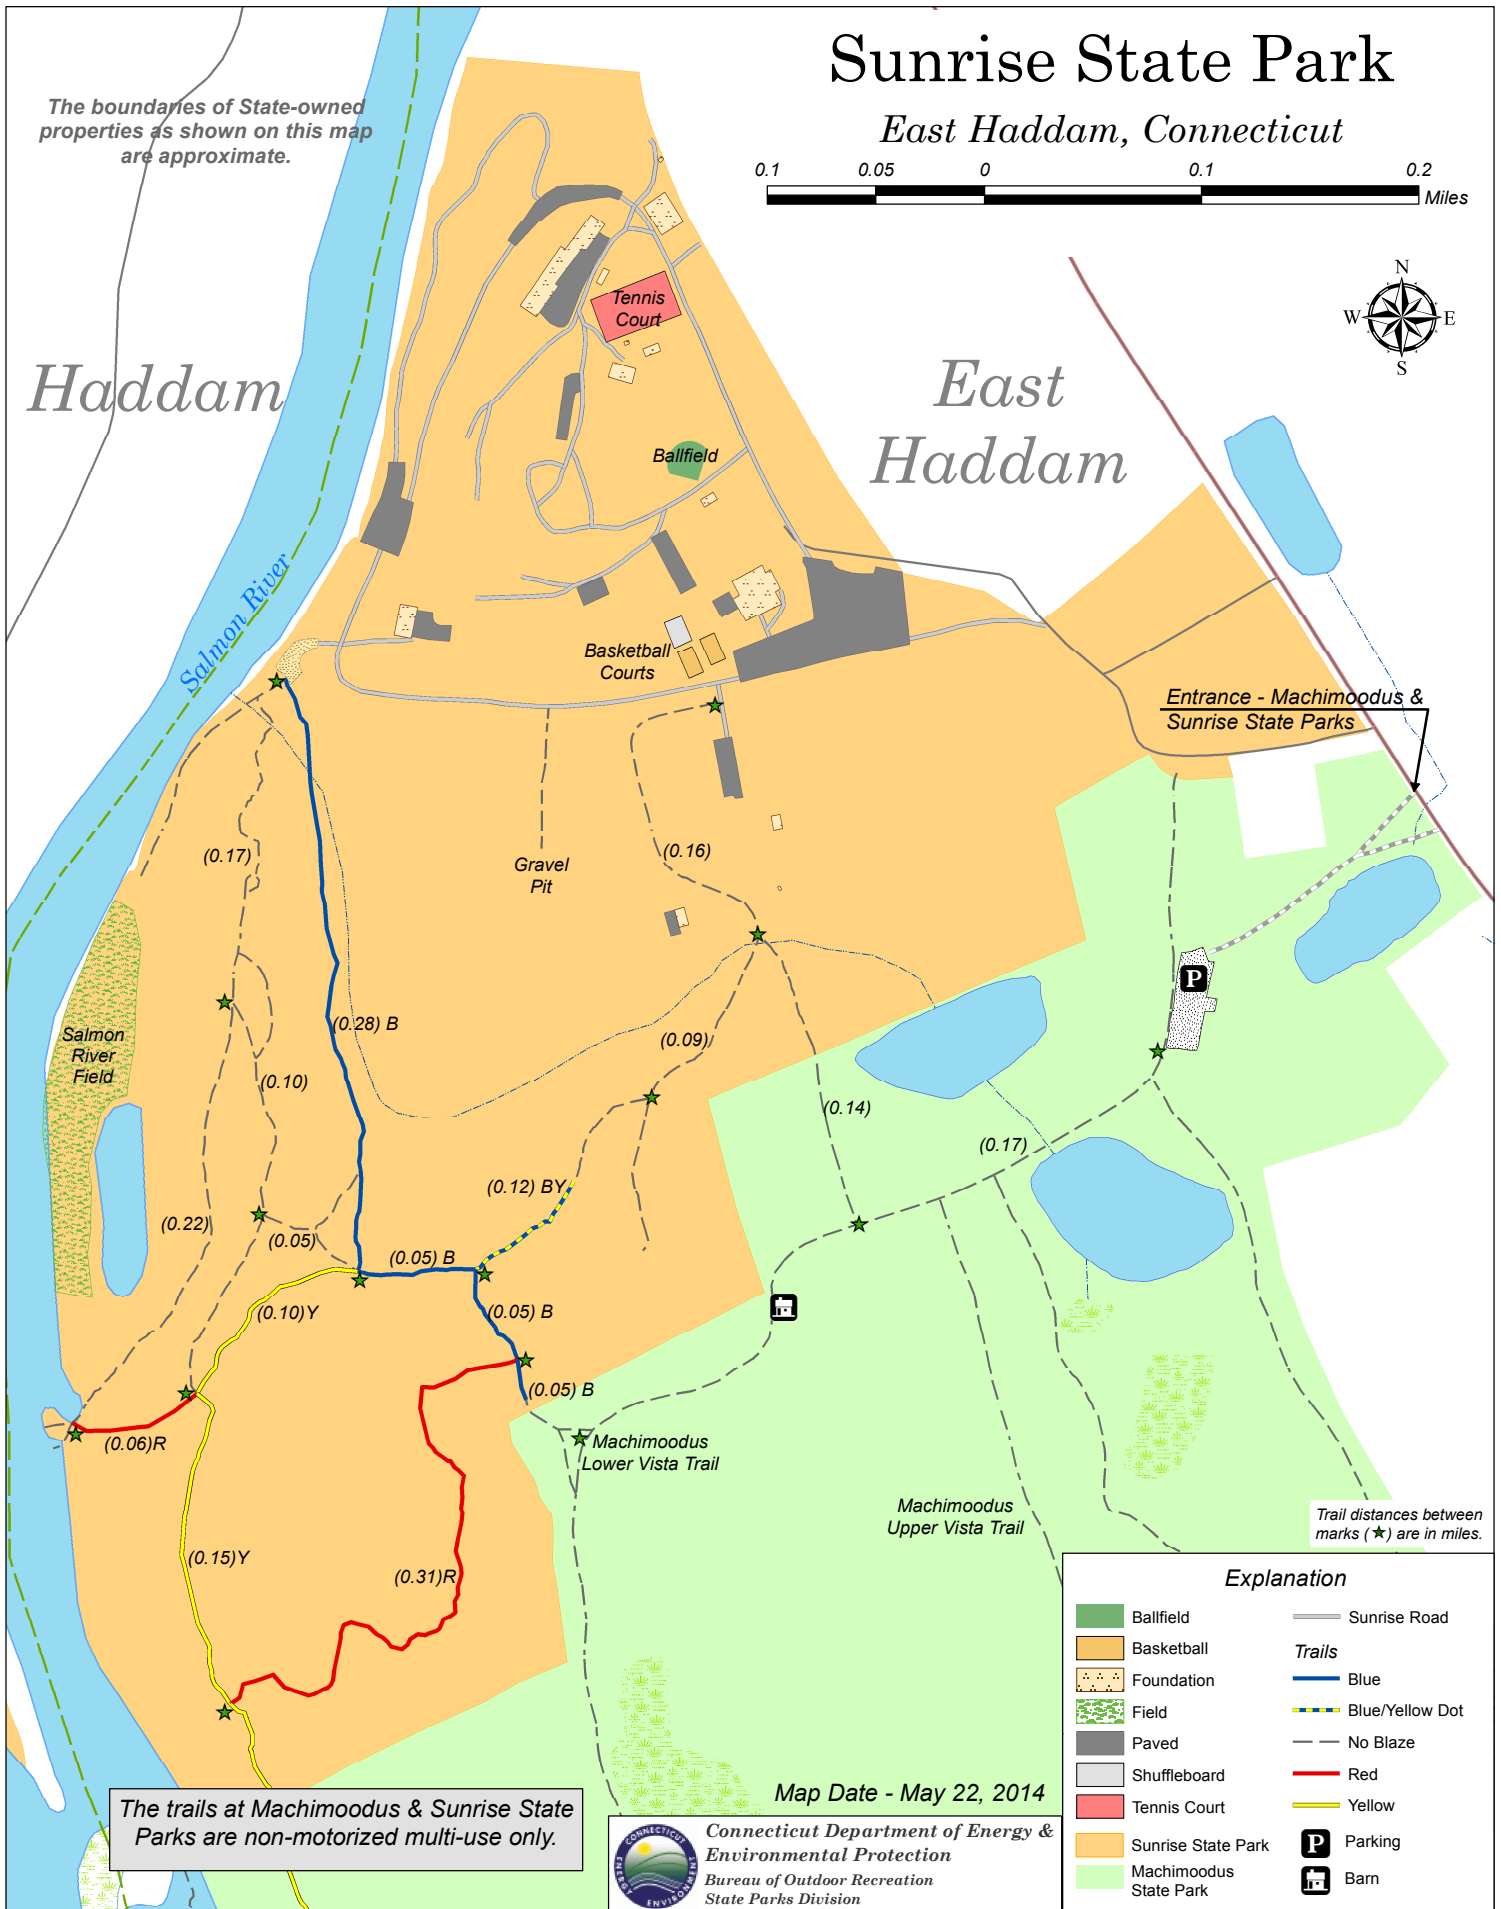 Sunrise State Park
East Haddam, Connecticut
0.1 0.05 0 0.1 0.2
Miles
The boundaries of State-owned
properties as shown on this map
are approximate.
N
W E
S
Haddam
East
Haddam
Tennis
Court
Ballfield
Salmon River
Basketball
Courts
Entrance - Machimoodus &
Sunrise State Parks
(0.17)
Gravel
Pit
(0.16)
P
Salmon
River
Field
(0.28) B
(0.09)
(0.10)
(0.14)
(0.17)
(0.12) BY
(0.22)
(0.05)
(0.05) B
(0.10)Y
(0.05) B
(0.05) B
(0.06)R
Machimoodus
Lower Vista Trail
Machimoodus
Upper Vista Trail
Trail distances between
marks ( ) are in miles.
(0.15)Y
(0.31)R
Explanation
Ballfield
Basketball
Foundation
Field
Paved
Shuffleboard
Tennis Court
Sunrise State Park
Machimoodus
State Park
Sunrise Road
Trails
Blue
Blue/Yellow Dot
No Blaze
Red
Yellow
P Parking
Barn
Map Date - May 22, 2014
The trails at Machimoodus & Sunrise State
Parks are non-motorized multi-use only.
CONNECTICUT
ENERGY ENVIRONMENT
Connecticut Department of Energy &
Environmental Protection
Bureau of Outdoor Recreation
State Parks Division